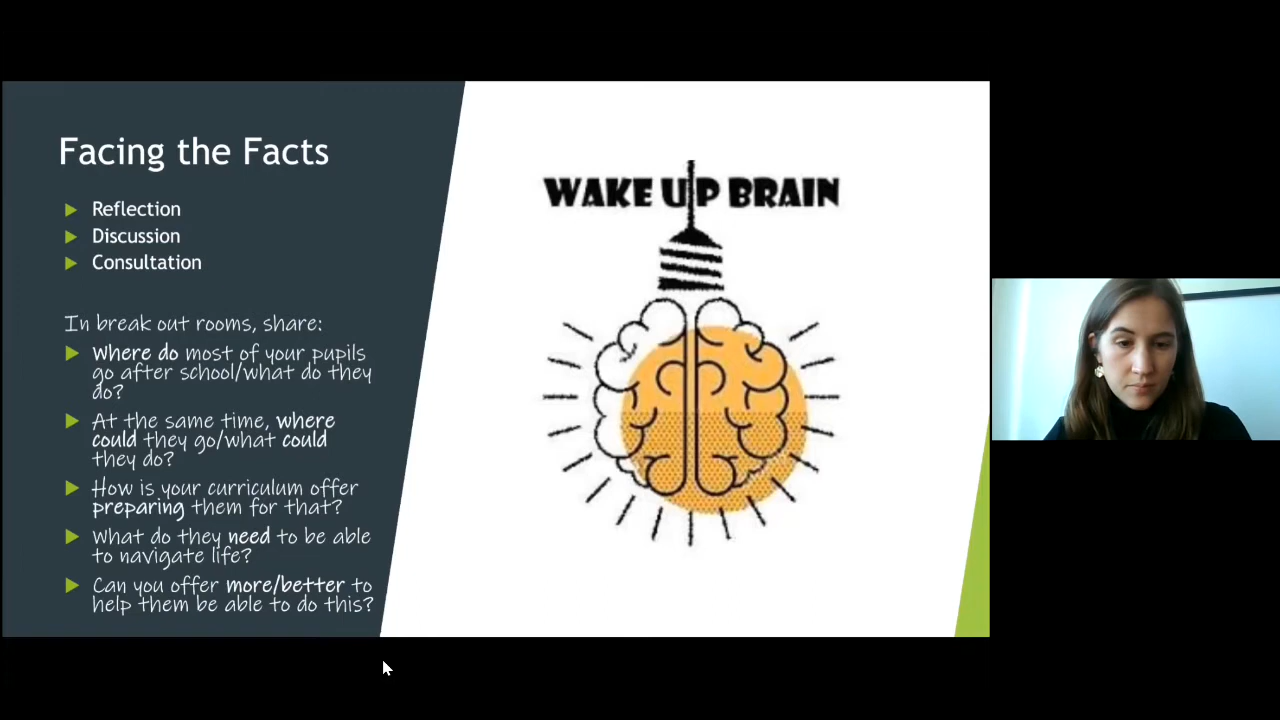 Facing the Facts
Reflection
Discussion
Consultation
In break out rooms, share:
Where do most of your pupils
go after school/what do they
do?
At the same time, where
could they go/what could
they do?
How is your curriculum offer
preparing them for that?
What do they need to be able
to navigate life?
Can you offer more/better to
help them be able to do this?
WAKE UP BRAIN